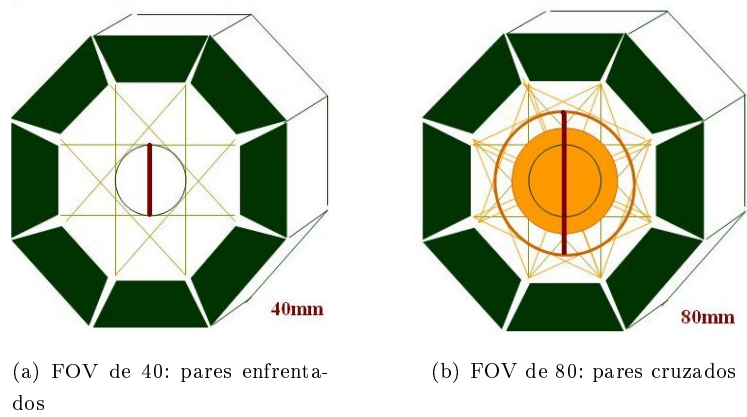 40mm
80mm
(a) FOV de 40: pares enfrenta-
dos
(b) FOV de 80: pares cruzados